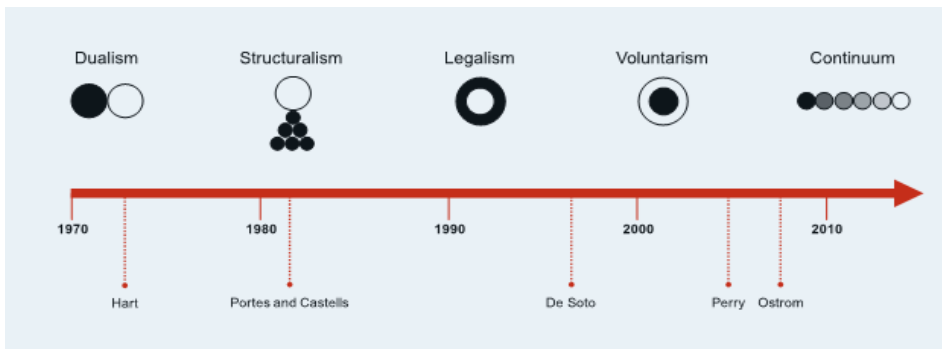 Dualism Structuralism Legalism Voluntarism Continuum
1970 1980 1990 2000 2010
Hart Portes and Castells De Soto Perry Ostrom